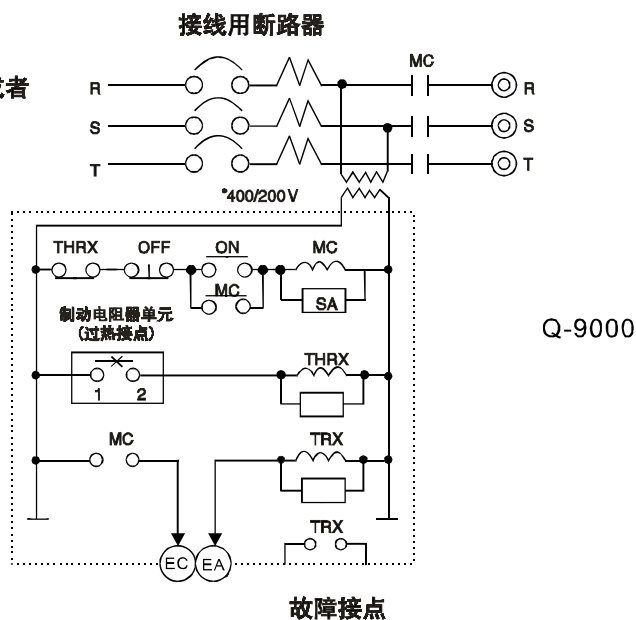 接线用断路器
MC
者
R
R
S
S
T
T
*400/200V
THRX
OFF
ON
MC
MC
SA
制动电阻器单元
(过热接点)
Q-9000
THRX
1
2
MC
TRX
TRX
EC
EA
故障接点